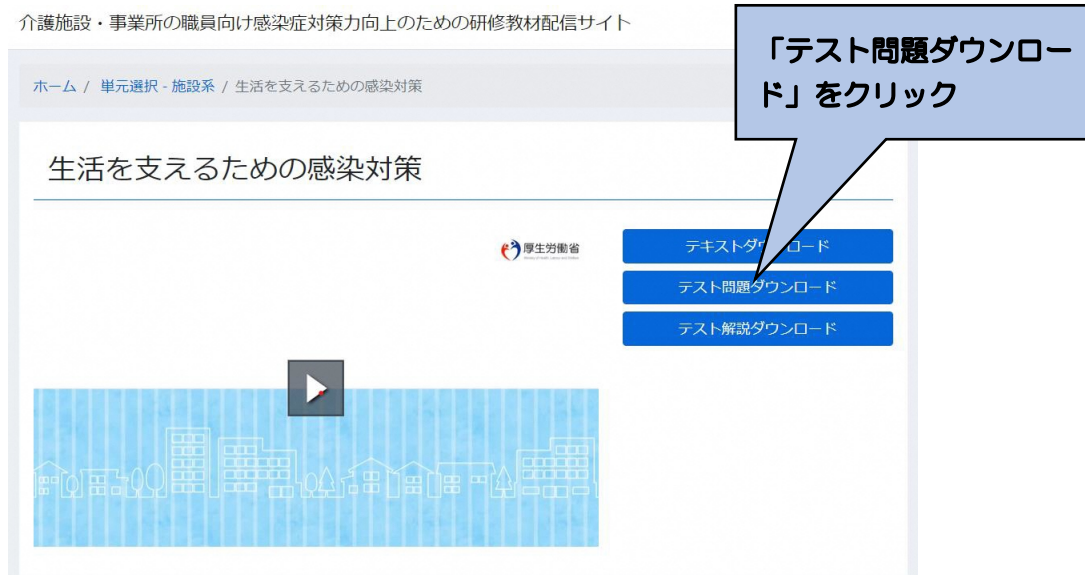 介護施設・事業所の職員向け感染症対策力向上のための研修教材配信サイト
「テスト問題ダウンロー
ド」をクリック
ホーム / 単元選択 - 施設系 / 生活を支えるための感染対策
生活を支えるための感染対策
厚生労働省
テキストダウンロード
テスト問題ダウンロード
テスト解説ダウンロード